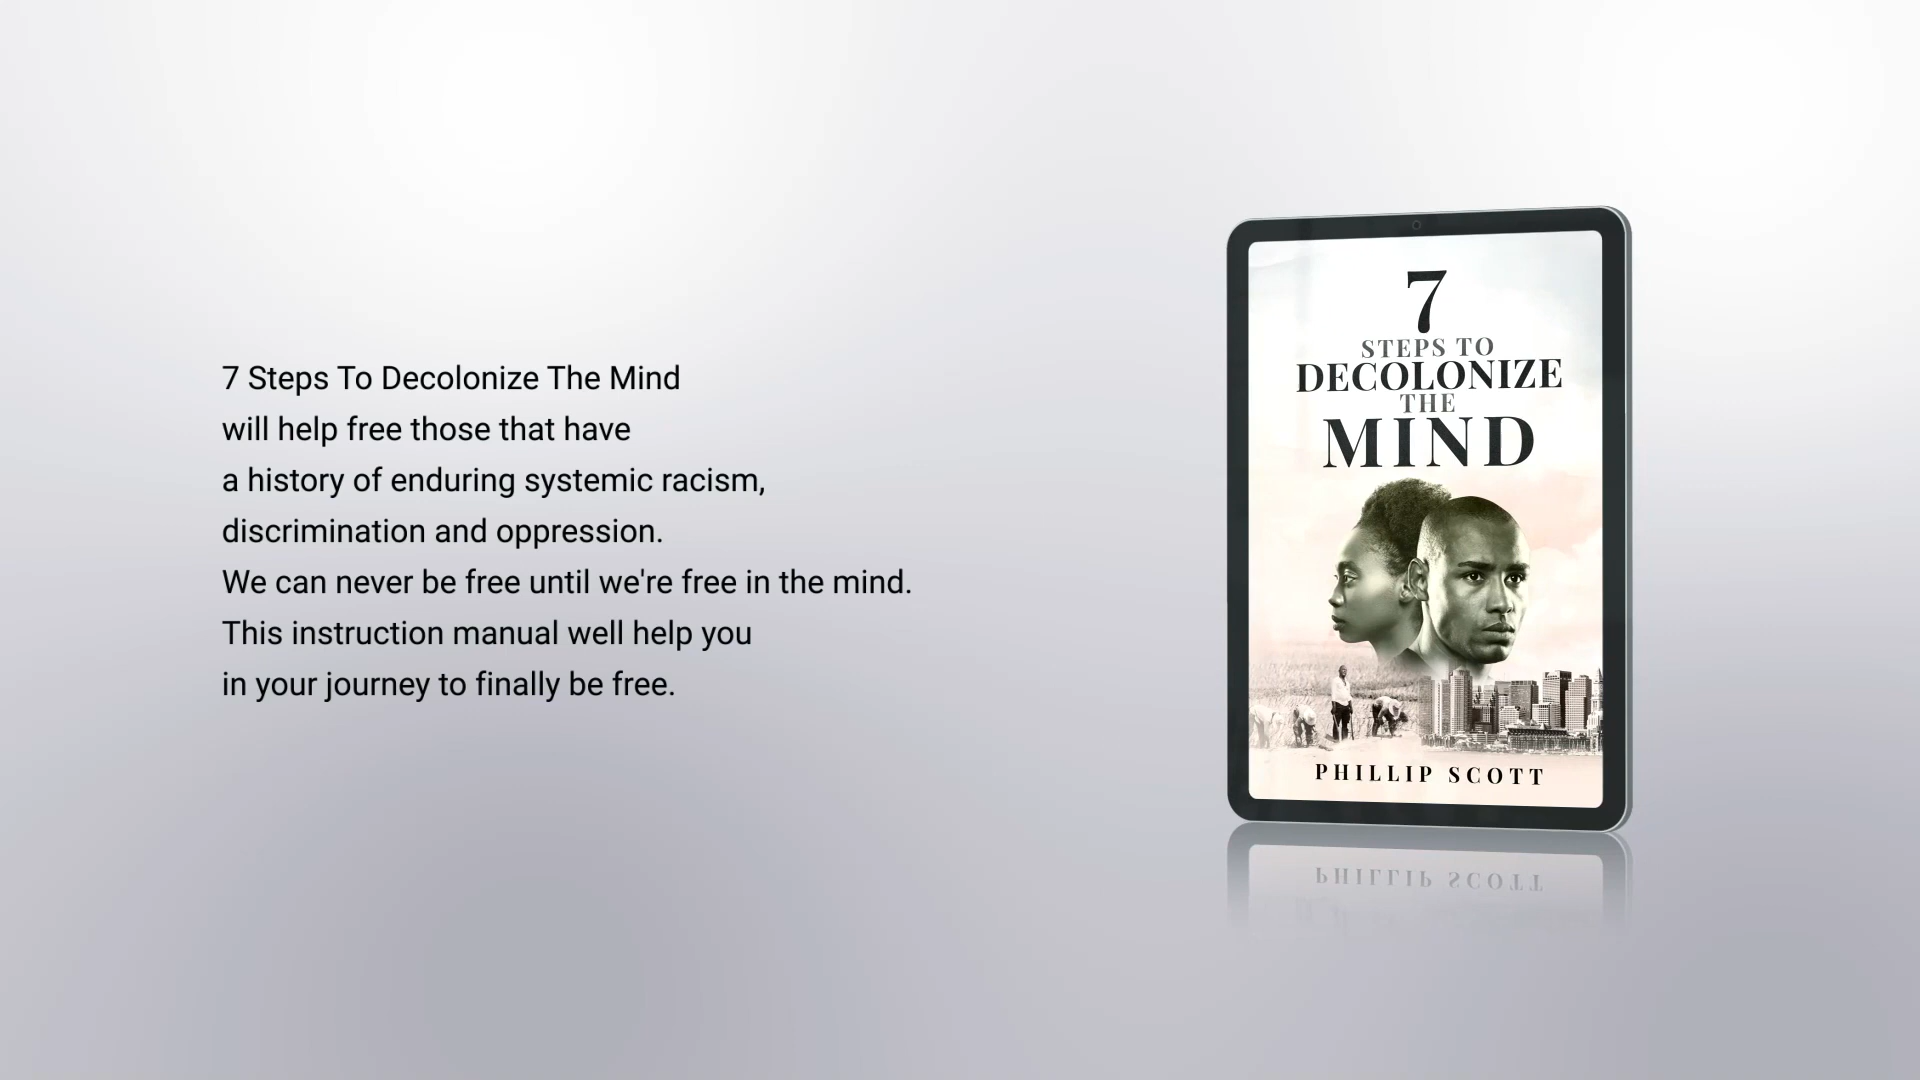 7 Steps To Decolonize The Mind
will help free those that have
a history of enduring systemic racism,
discrimination and oppression.
We can never be free until we're free in the mind.
This instruction manual well help you
in your journey to finally be free.
7
STEPS TO
DECOLONIZE
THE
MIND
PHILLIP SCOTT